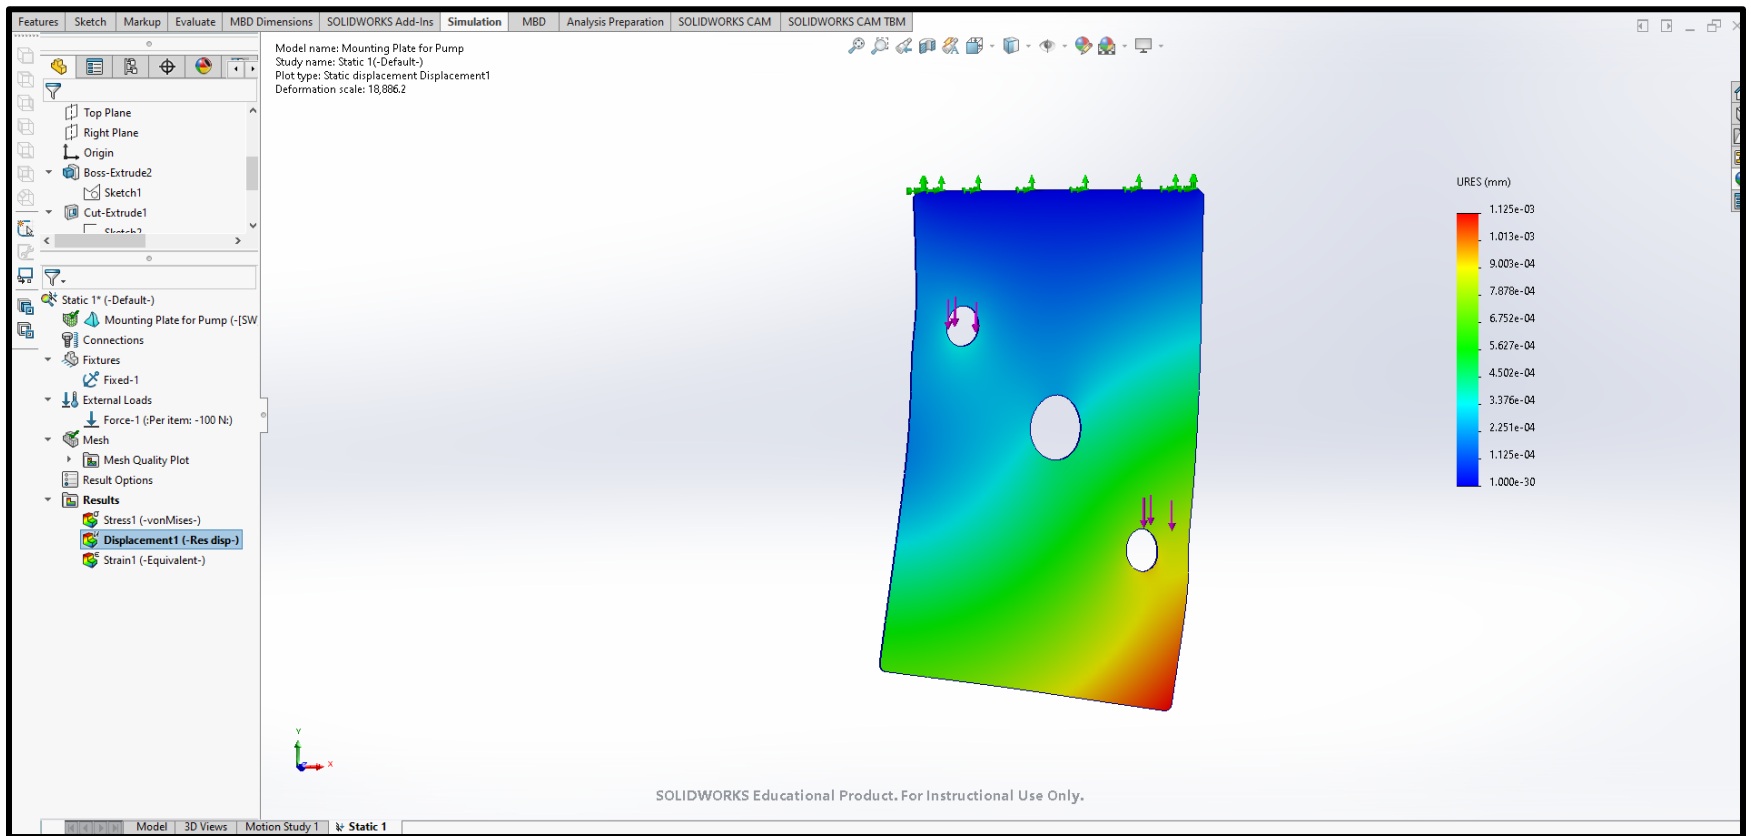 Features Sketch Markup Evaluate MBD Dimensions SOLIDWORKS Add-Ins Simulation MBD Analysis Preparation SOLIDWORKS CAM SOLIDWORKS CAM TBM
Model name: Mounting Plate for Pump
Study name: Static 1(-Default-)
Plot type: Static displacement Displacement1
Deformation scale: 18,886.2
Top Plane
Right Plane
Origin
Boss-Extrude2
Sketch1
Cut-Extrude1
Sketch2
Static 1* (-Default-)
Mounting Plate for Pump (-[SW
Connections
Fixtures
Fixed-1
External Loads
Force-1 (:Per item: -100 N:)
Mesh
Mesh Quality Plot
Result Options
Results
Stress1 (-vonMises-)
Displacement1 (-Res disp-)
Strain1 (-Equivalent-)
URES (mm)
1.125e-03
1.013e-03
9.003e-04
7.878e-04
6.752e-04
5.627e-04
4.502e-04
3.376e-04
2.251e-04
1.125e-04
1.000e-30
Y
X
SOLIDWORKS Educational Product. For Instructional Use Only.
Model 3D Views Motion Study 1 Static 1